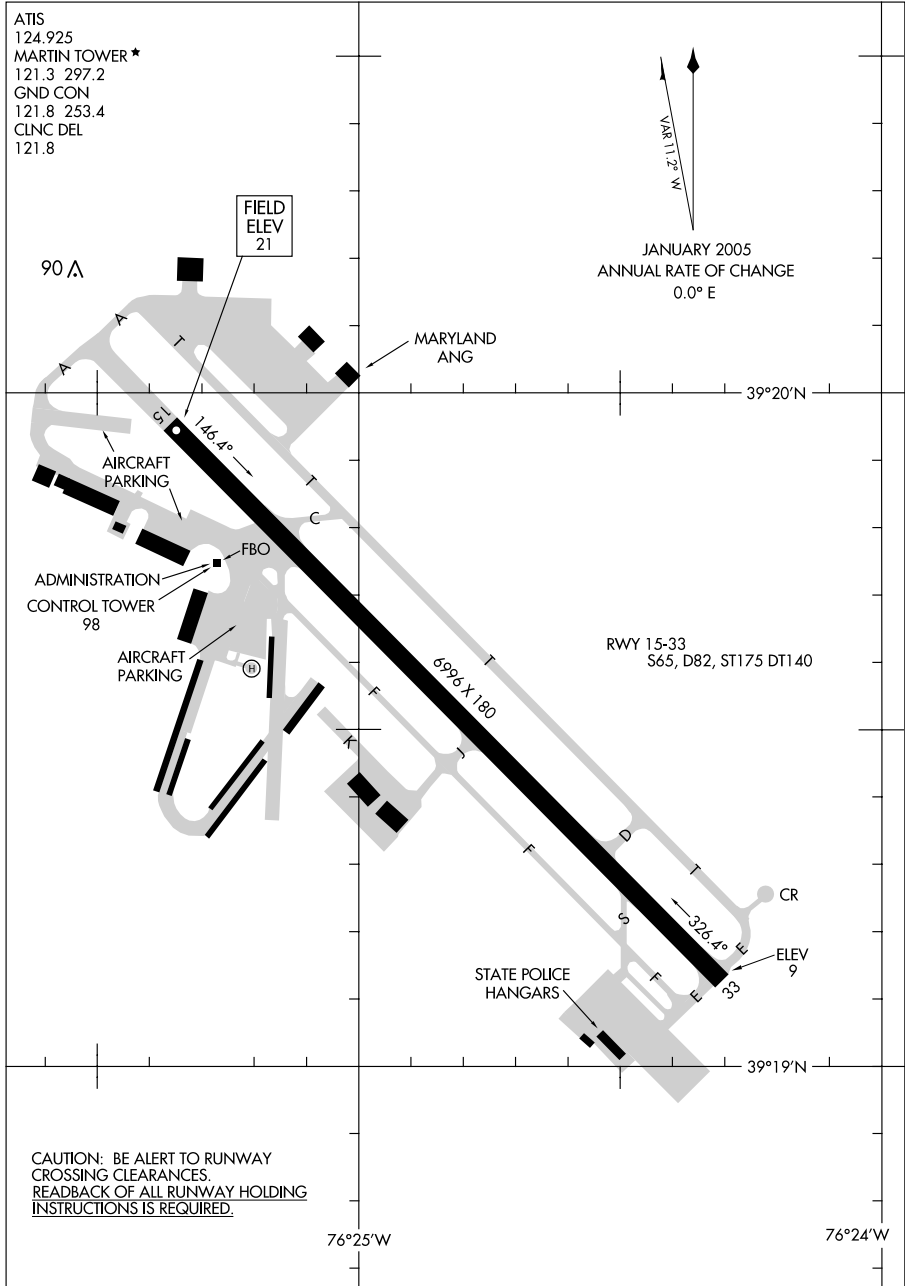 ATIS
124.925
MARTIN TOWER ★
121.3 297.2
GND CON
121.8 253.4
CLNC DEL
121.8
VAR 11.2° W
JANUARY 2005
ANNUAL RATE OF CHANGE
0.0° E
FIELD
ELEV
21
90
A
A
T
MARYLAND
ANG
39°20'N
15
146.4°
AIRCRAFT
PARKING
T
C
FBO
ADMINISTRATION
CONTROL TOWER
98
AIRCRAFT
PARKING
H
RWY 15-33
S65, D82, ST175 DT140
T
6996 X 180
F
K
J
F
D
T
CR
S
326.4°
E
ELEV
9
STATE POLICE
HANGARS
F
E
33
39°19'N
CAUTION: BE ALERT TO RUNWAY
CROSSING CLEARANCES.
READBACK OF ALL RUNWAY HOLDING
INSTRUCTIONS IS REQUIRED.
76°25'W
76°24'W